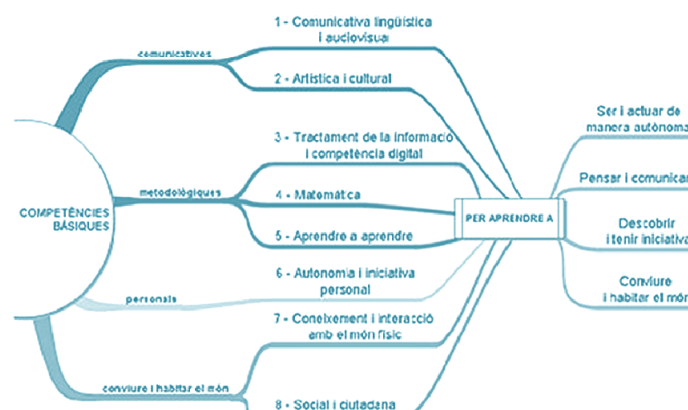 COMPETÈNCIES
BÀSIQUES
comunicatives
1 - Comunicativa lingüística
i audiovisual
2 - Artística i cultural
metodològiques
3 - Tractament de la informació
i competència digital
4 - Matemàtica
5 - Aprendre a aprendre
personals
6 - Autonomia i iniciativa
personal
conviure i habitar el món
7 - Coneixement i interacció
amb el món físic
8 - Social i ciutadana
PER APRENDRE A
Ser i actuar de
manera autònoma
Pensar i comunicar
Descobrir
i tenir iniciativa
Conviure
i habitar el món